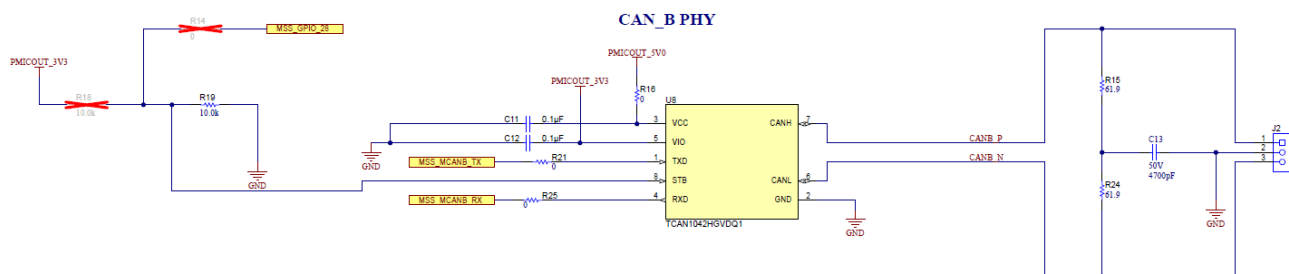 CAN_B PHY
R14
0
MSS_GPIO_28
PMICOUT_3V3
R18
10.0k
R19
10.0k
GND
PMICOUT_5V0
PMICOUT_3V3
R16
0
U8
C11
0.1µF
C12
0.1µF
GND
3
VCC
5
VIO
1
TXD
8
STB
4
RXD
CANH
7
CANL
6
GND
2
TCAN1042HGVDQ1
MSS_MCANB_TX
R21
0
MSS_MCANB_RX
R25
0
GND
CANB_P
CANB_N
R15
61.9
R24
61.9
C13
50V
4700pF
GND
J2
1
2
3